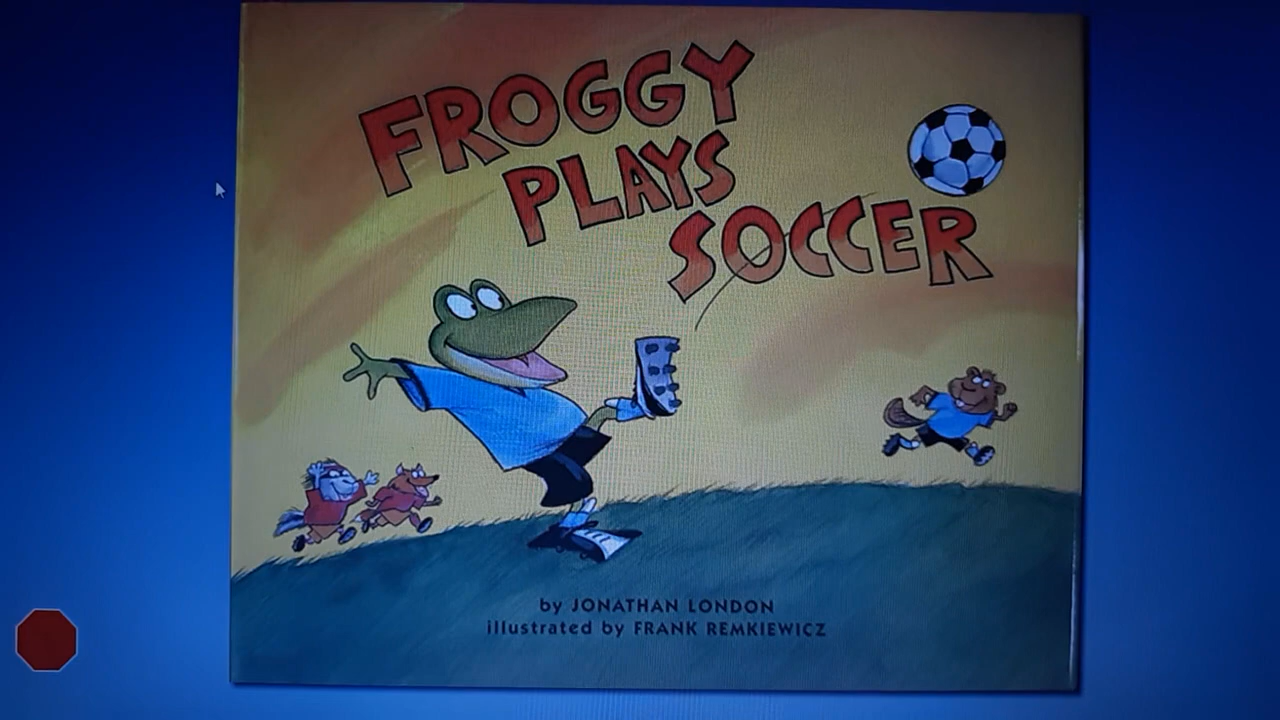 FROGGY
PLAYS
SOCCER
by JONATHAN LONDON
illustrated by FRANK REMKIEWICZ